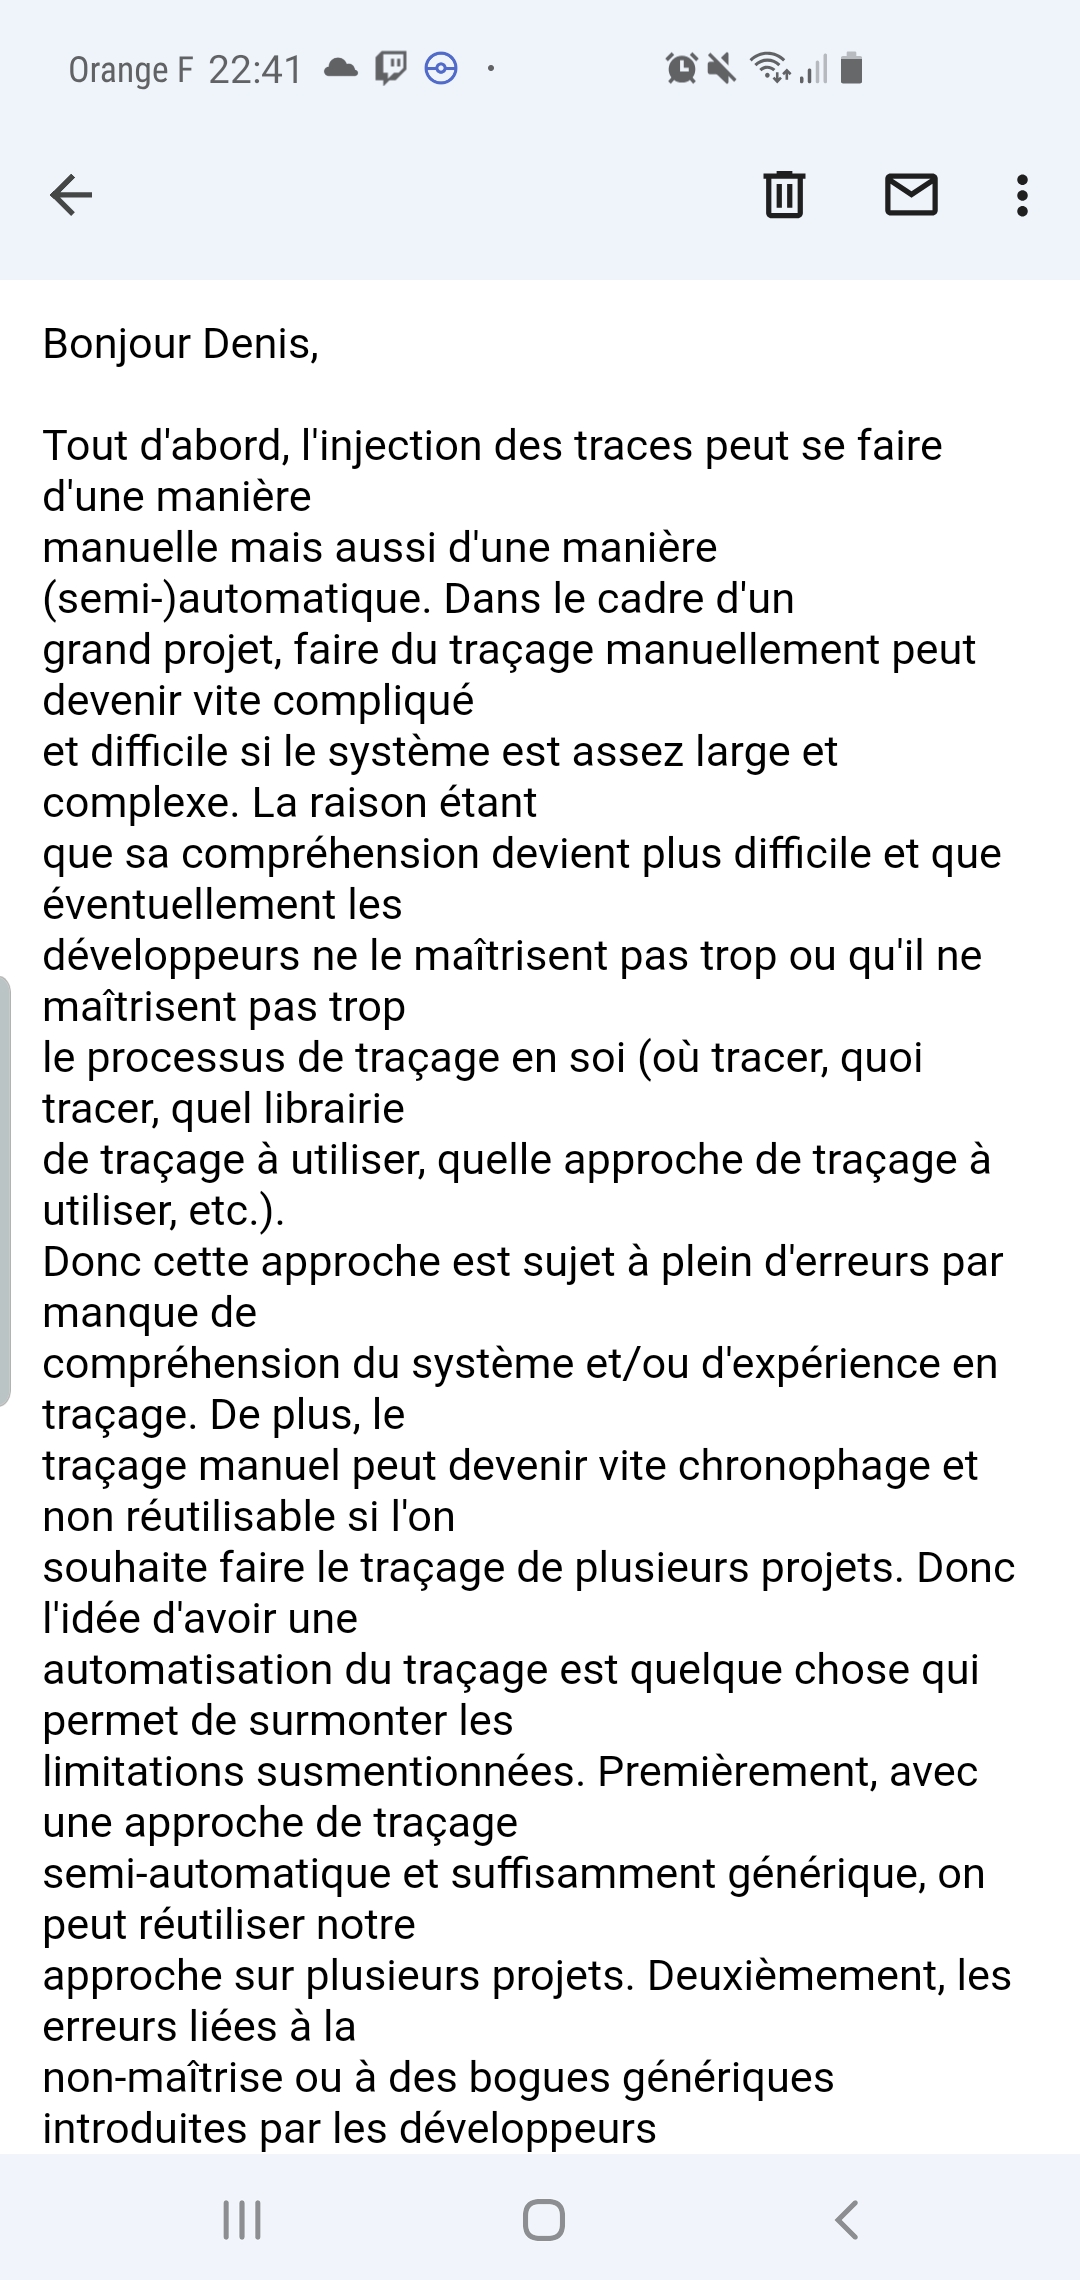 Orange F 22:41
Bonjour Denis,
Tout d'abord, l'injection des traces peut se faire
d'une manière
manuelle mais aussi d'une manière
(semi-)automatique. Dans le cadre d'un
grand projet, faire du traçage manuellement peut
devenir vite compliqué
et difficile si le système est assez large et
complexe. La raison étant
que sa compréhension devient plus difficile et que
éventuellement les
développeurs ne le maîtrisent pas trop ou qu'il ne
maîtrisent pas trop
le processus de traçage en soi (où tracer, quoi
tracer, quel librairie
de traçage à utiliser, quelle approche de traçage à
utiliser, etc.).
Donc cette approche est sujet à plein d'erreurs par
manque de
compréhension du système et/ou d'expérience en
traçage. De plus, le
traçage manuel peut devenir vite chronophage et
non réutilisable si l'on
souhaite faire le traçage de plusieurs projets. Donc
l'idée d'avoir une
automatisation du traçage est quelque chose qui
permet de surmonter les
limitations susmentionnées. Premièrement, avec
une approche de traçage
semi-automatique et suffisamment générique, on
peut réutiliser notre
approche sur plusieurs projets. Deuxièmement, les
erreurs liées à la
non-maîtrise ou à des bogues génériques
introduites par les développeurs